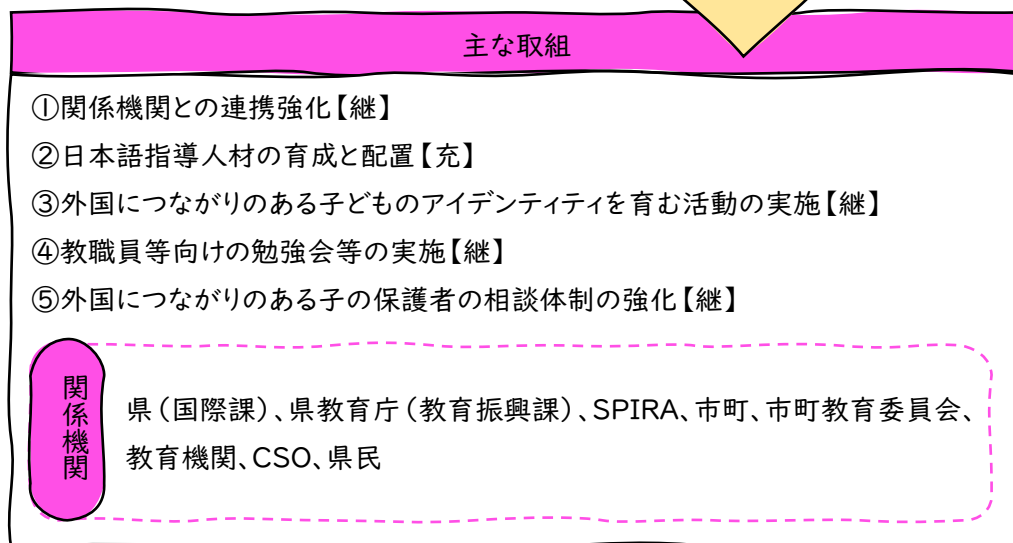 主な取組
①関係機関との連携強化【継】
②日本語指導人材の育成と配置【充】
③外国につながりのある子どものアイデンティティを育む活動の実施【継】
④教職員等向けの勉強会等の実施【継】
⑤外国につながりのある子の保護者の相談体制の強化【継】
関係機関
県（国際課）、県教育庁（教育振興課）、SPIRA、市町、市町教育委員会、
教育機関、CSO、県民